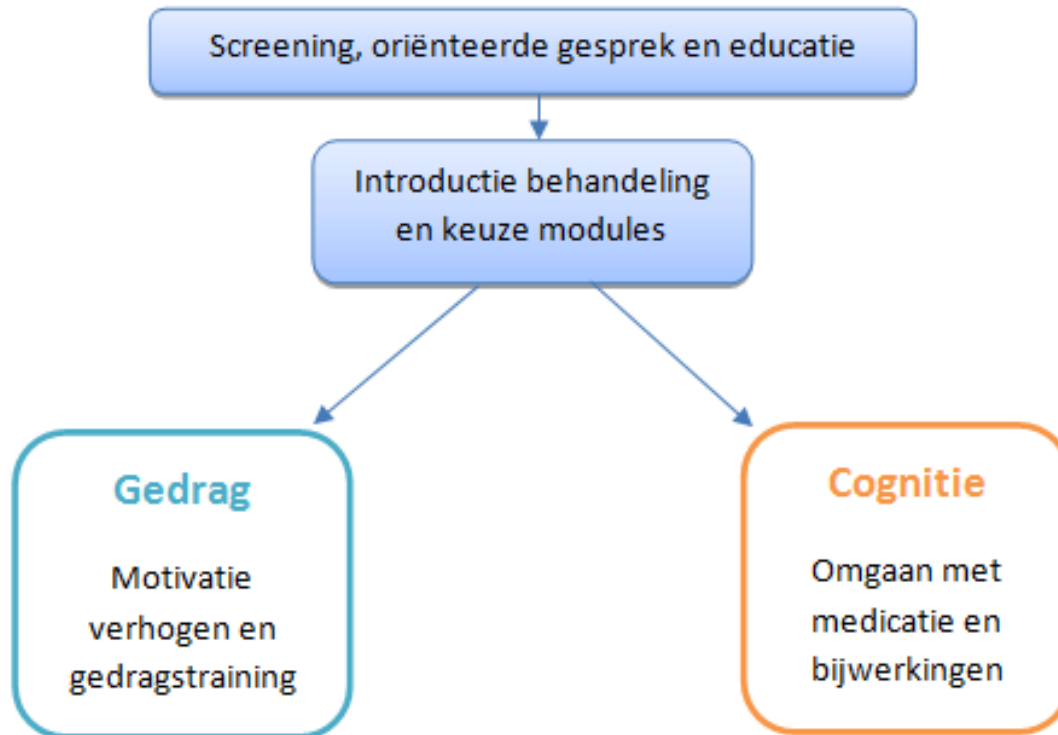 Screening, oriënteerde gesprek en educatie
Introductie behandeling
en keuze modules
Gedrag
Motivatie
verhogen en
gedragstraining
Cognitie
Omgaan met
medicatie en
bijwerkingen